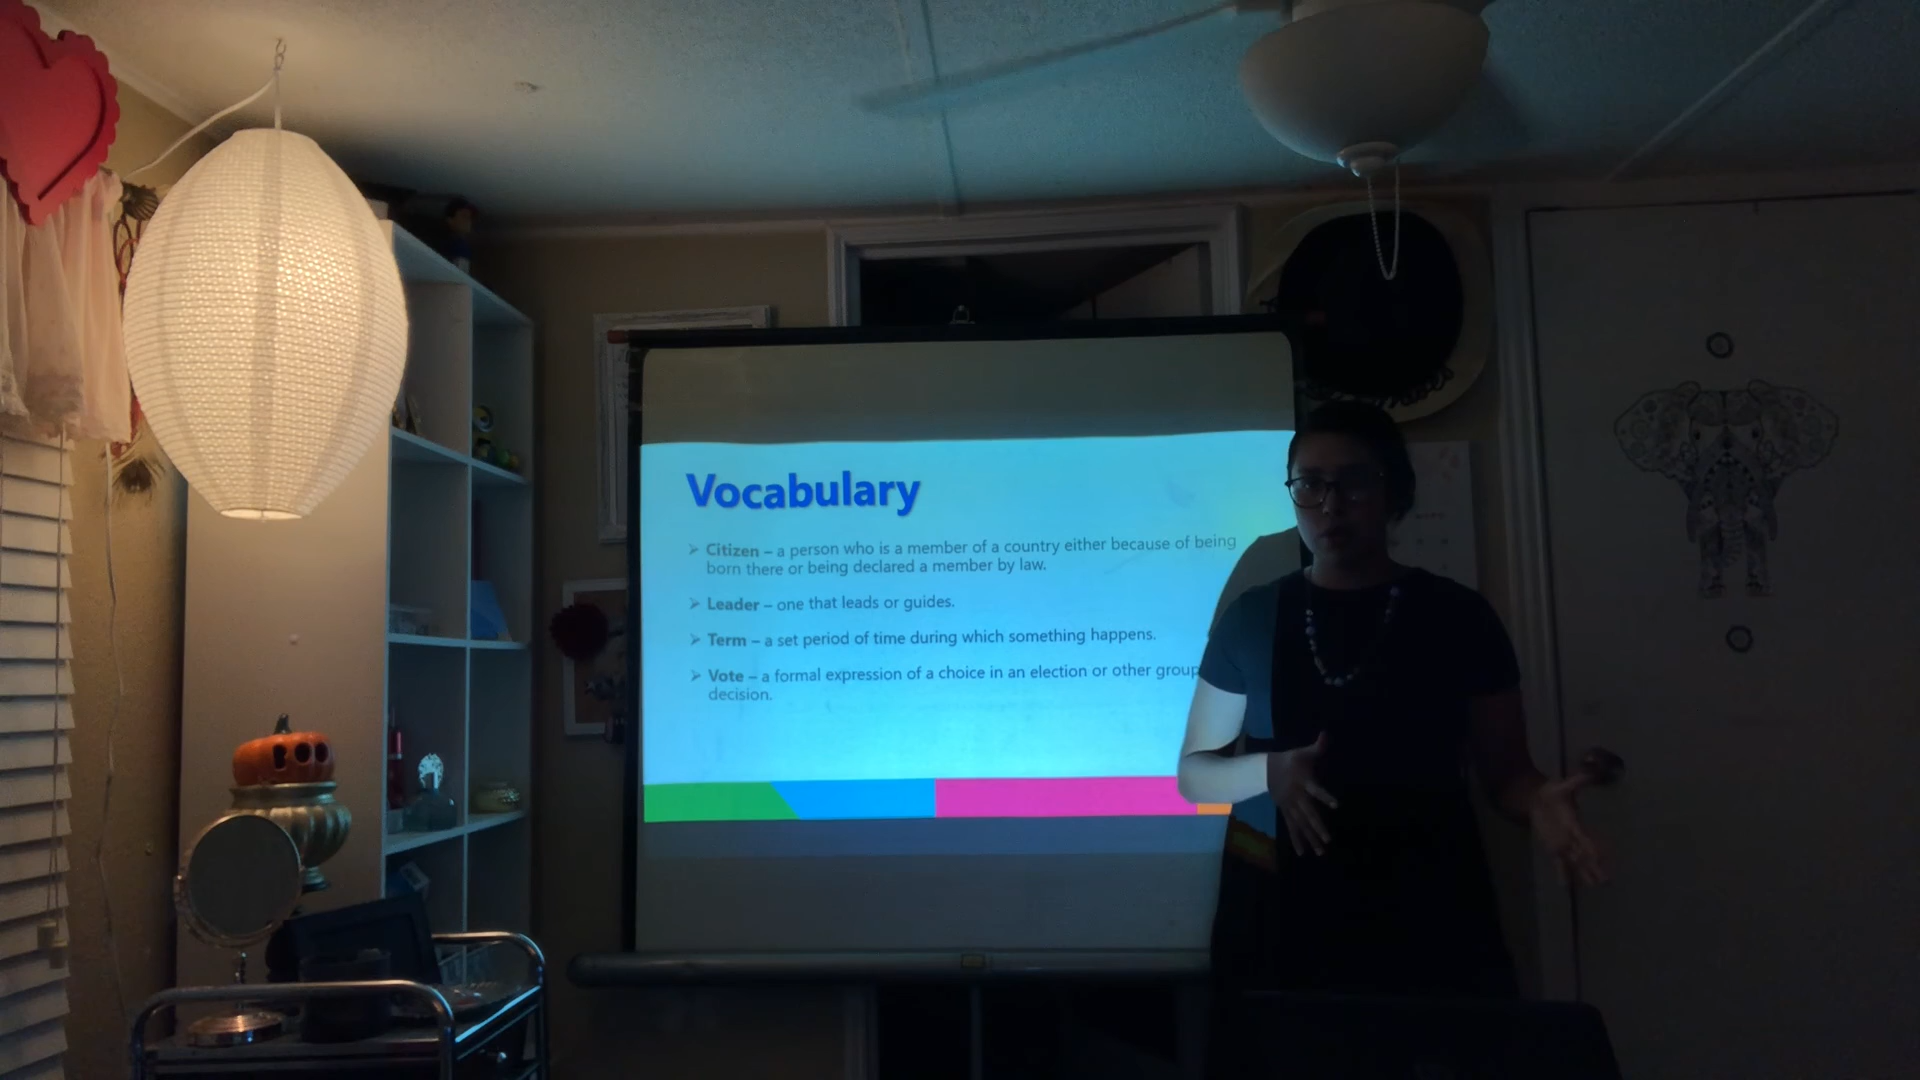 BOO
Vocabulary
➢ Citizen – a person who is a member of a country either because of being
born there or being declared a member by law.
➢ Leader – one that leads or guides.
➢ Term – a set period of time during which something happens.
➢ Vote – a formal expression of a choice in an election or other group
decision.